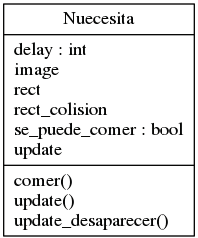 Nuecesita
delay : int
image
rect
rect_colision
se_puede_comer : bool
update
comer()
update()
update_desaparecer()